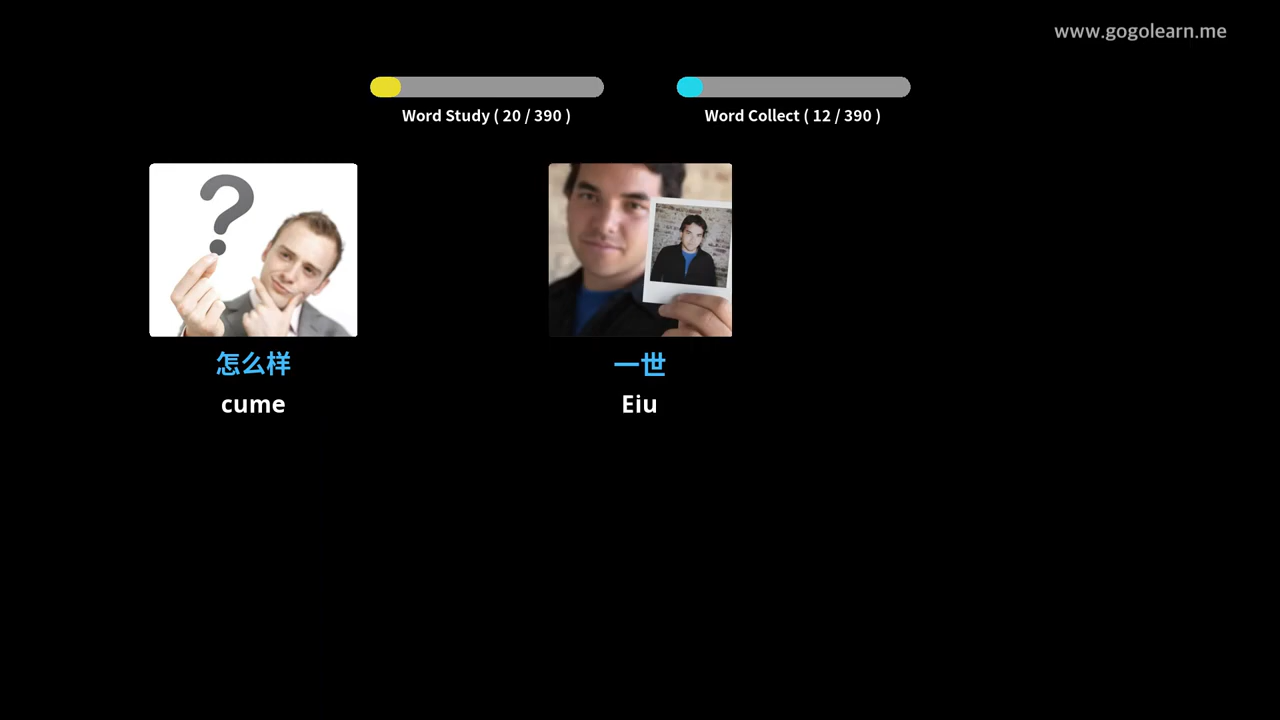 www.gogolearn.me
Word Study ( 20 / 390 )
Word Collect ( 12 / 390 )
怎么样
一世
cume
Eiu